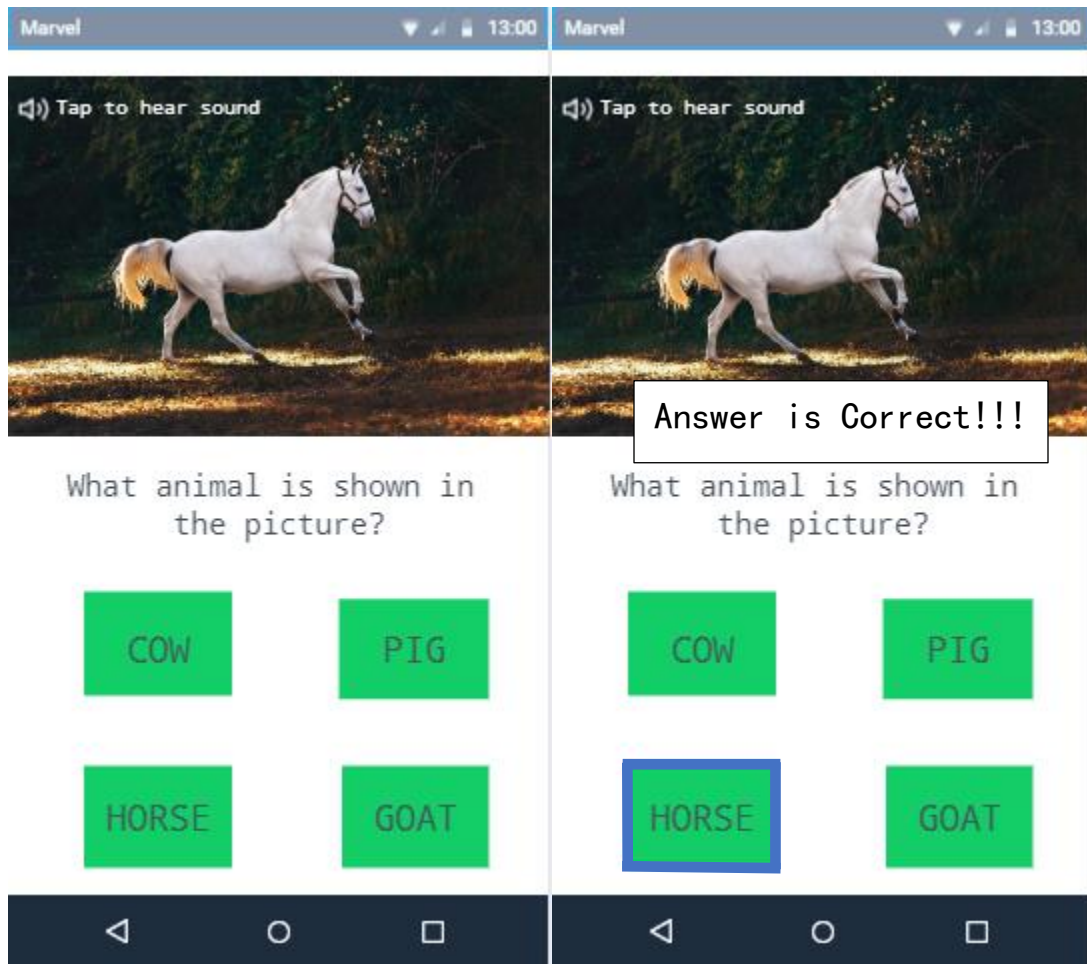 Marvel 13:00
Tap to hear sound
What animal is shown in
the picture?
COW PIG
HORSE GOAT
Marvel 13:00
Tap to hear sound
Answer is Correct!!!
What animal is shown in
the picture?
COW PIG
HORSE GOAT